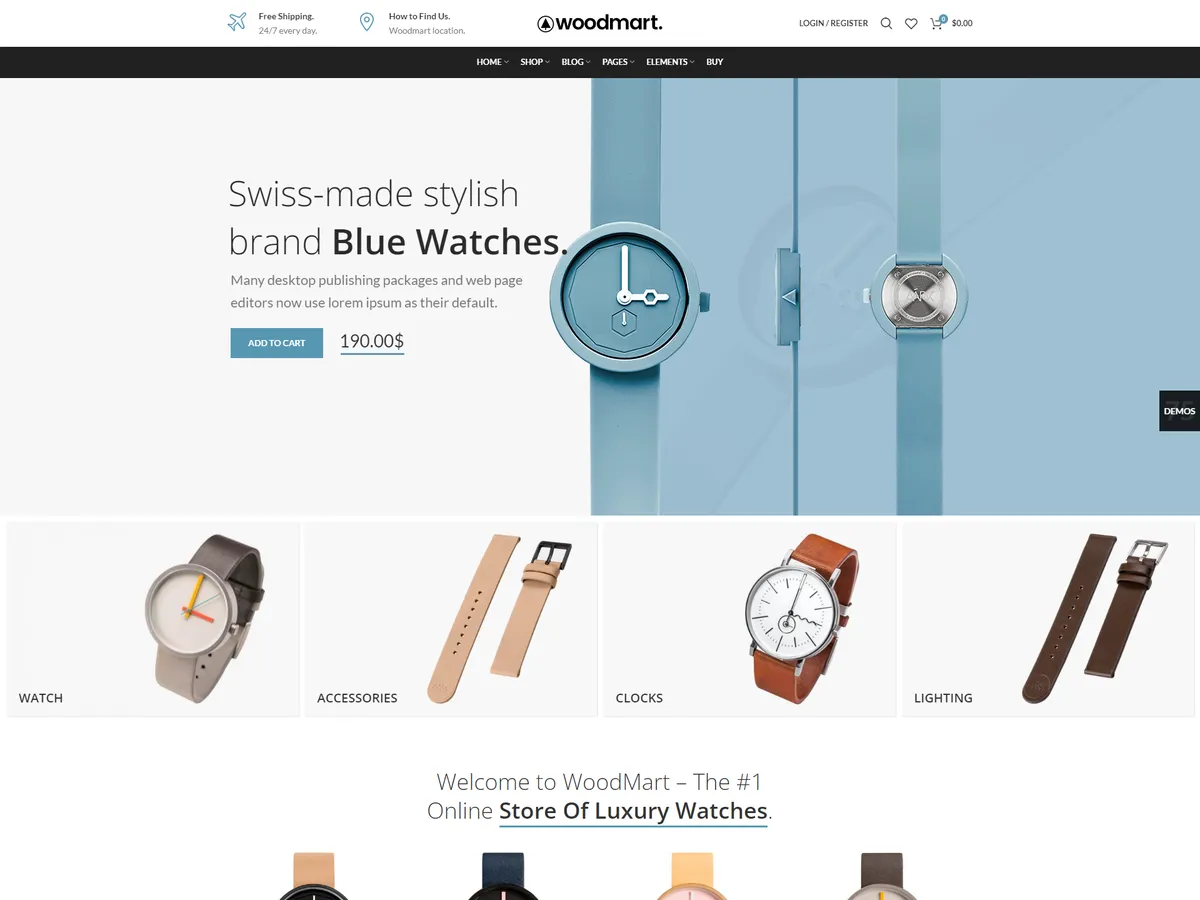 Free Shipping.
24/7 every day.
How to Find Us.
Woodmart location.
woodmart.
LOGIN / REGISTER
0
$0.00
HOME
SHOP
BLOG
PAGES
ELEMENTS
BUY
Swiss-made stylish
brand Blue Watches.
Many desktop publishing packages and web page
editors now use lorem ipsum as their default.
ADD TO CART
190.00$
75
DEMOS
WATCH
ACCESSORIES
CLOCKS
LIGHTING
Welcome to WoodMart – The #1
Online Store Of Luxury Watches.